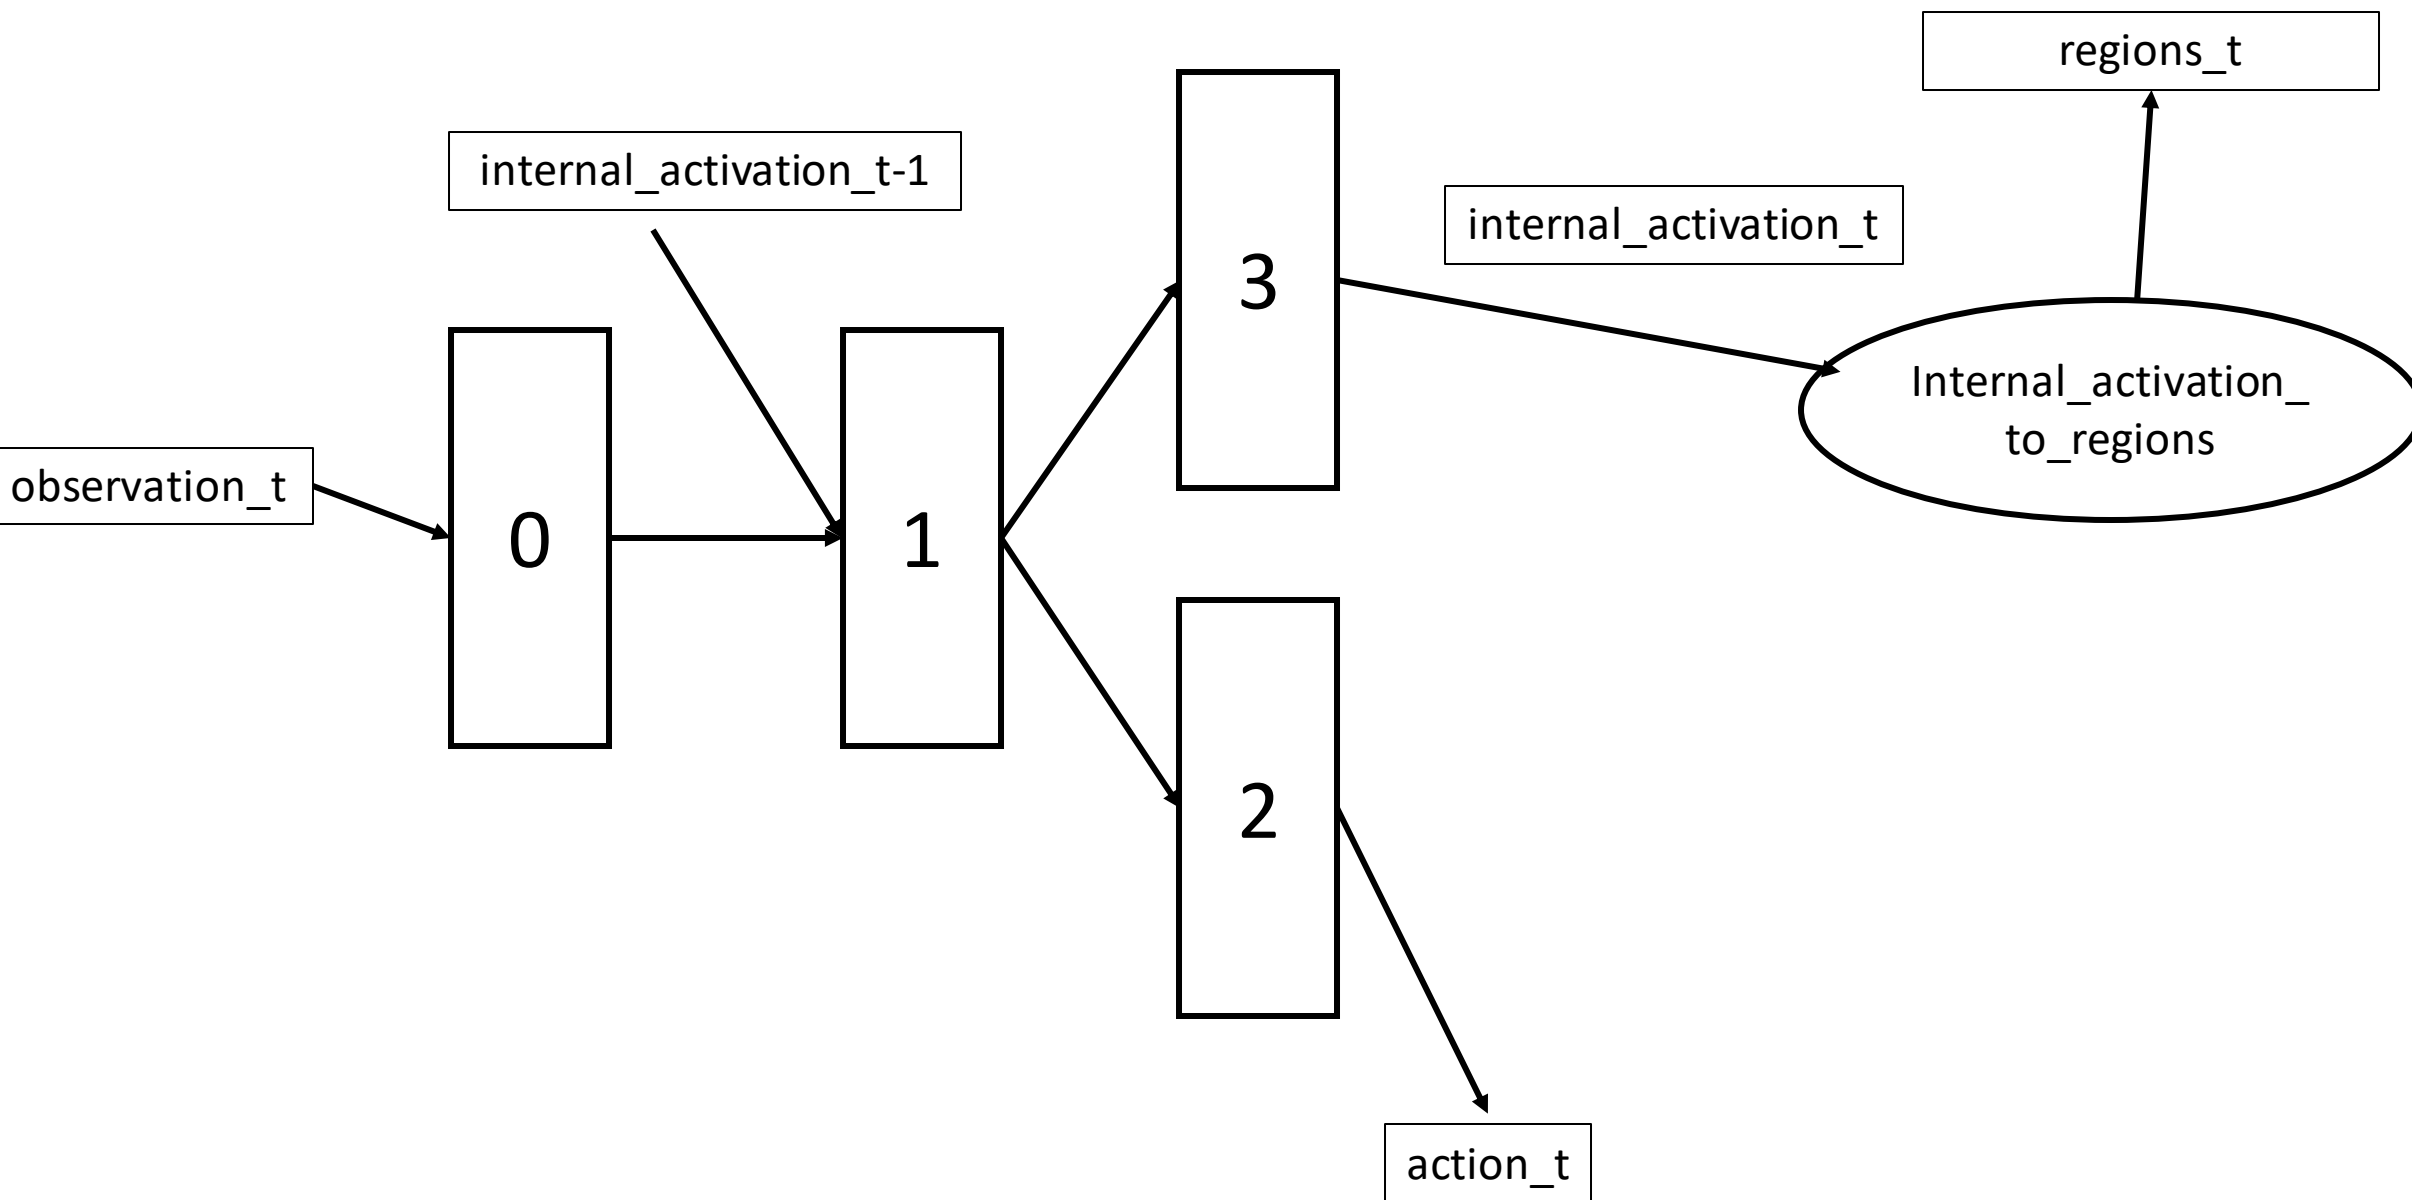 regions_t
internal_activation_t-1
internal_activation_t
3
Internal_activation_
to_regions
observation_t
0
1
2
action_t